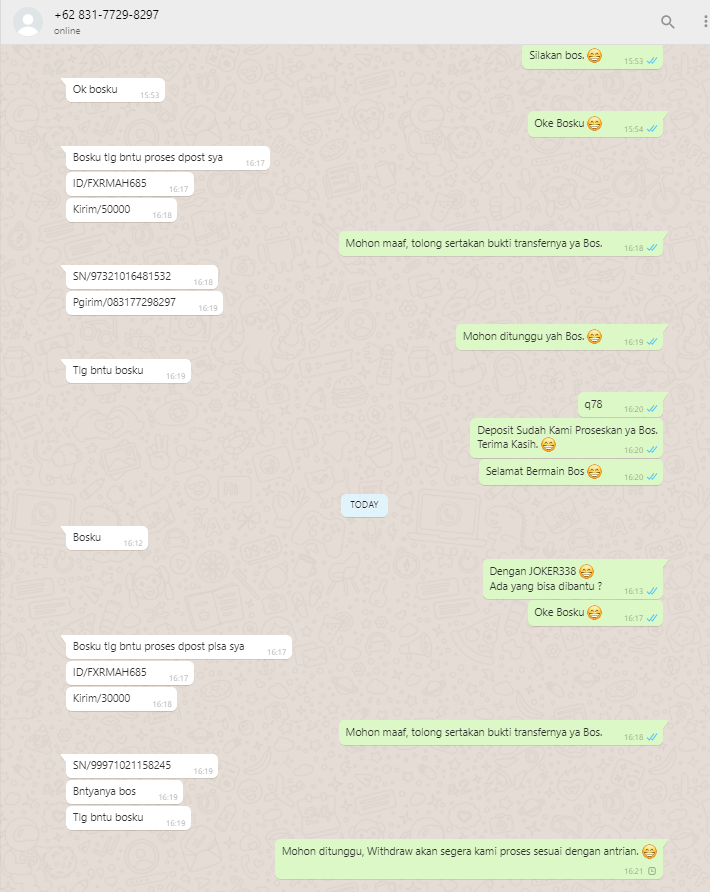 +62 831-7729-8297
online
Silakan bos. 😁 15:53
Ok bosku 15:53
Oke Bosku 😁 15:54
Bosku tlg bntu proses dpost sya 16:17
ID/FXRMAH685 16:17
Kirim/50000 16:18
Mohon maaf, tolong sertakan bukti transfernya ya Bos. 16:18
SN/97321016481532 16:18
Pgirim/083177298297 16:19
Mohon ditunggu yah Bos. 😁 16:19
Tlg bntu bosku 16:19
q78 16:20
Deposit Sudah Kami Proseskan ya Bos.
Terima Kasih. 😁 16:20
Selamat Bermain Bos 😁 16:20
TODAY
Bosku 16:12
Dengan JOKER338 😁
Ada yang bisa dibantu ? 16:13
Oke Bosku 😁 16:17
Bosku tlg bntu proses dpost plsa sya 16:17
ID/FXRMAH685 16:17
Kirim/30000 16:18
Mohon maaf, tolong sertakan bukti transfernya ya Bos. 16:18
SN/99971021158245 16:19
Bntyanya bos 16:19
Tlg bntu bosku 16:19
Mohon ditunggu, Withdraw akan segera kami proses sesuai dengan antrian. 😁
16:21